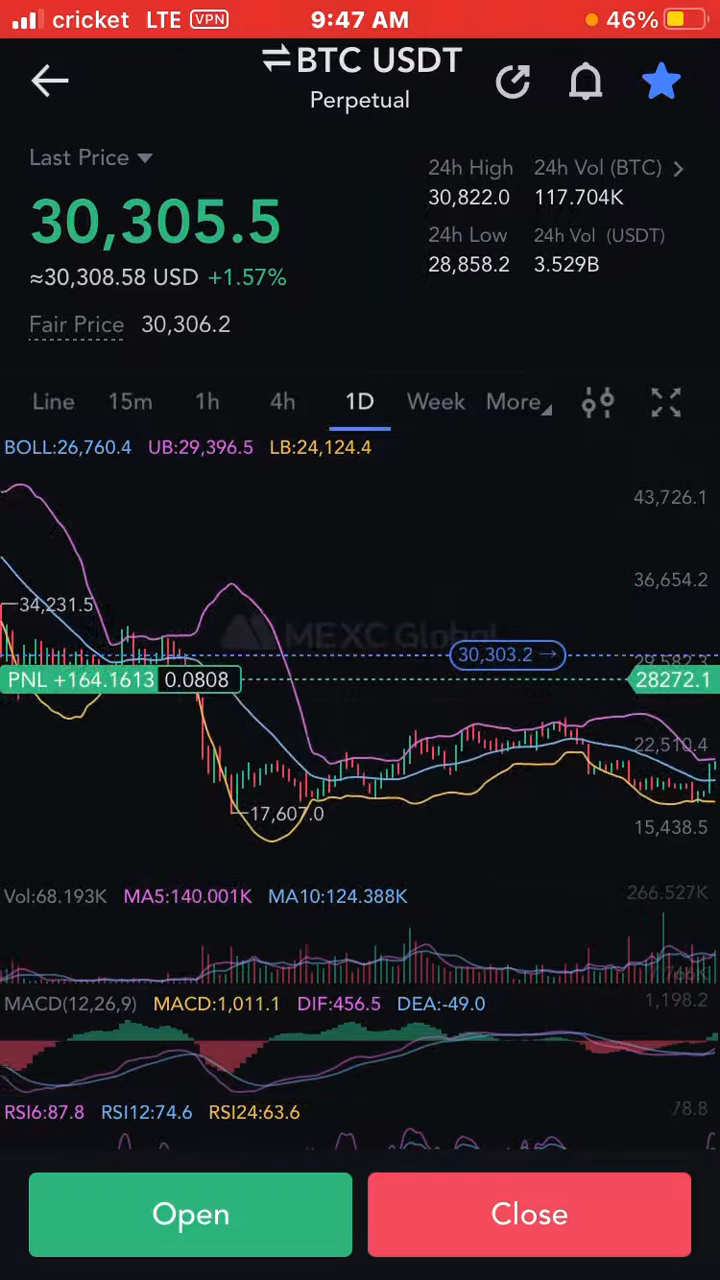 cricket LTE VPN 9:47 AM 46%
BTC USDT
Perpetual
Last Price
30,305.5
≈30,308.58 USD +1.57%
Fair Price 30,306.2
24h High 24h Vol (BTC)
30,822.0 117.704K
24h Low 24h Vol (USDT)
28,858.2 3.529B
Line 15m 1h 4h 1D Week More
BOLL:26,760.4 UB:29,396.5 LB:24,124.4
43,726.1
36,654.2
34,231.5
MEXC Global
30,303.2
29,582.3
PNL +164.1613 0.0808 28272.1
22,510.4
17,607.0
15,438.5
Vol:68.193K MA5:140.001K MA10:124.388K 266.527K
MACD(12,26,9) MACD:1,011.1 DIF:456.5 DEA:-49.0 1,198.2
RSI6:87.8 RSI12:74.6 RSI24:63.6 78.8
Open Close